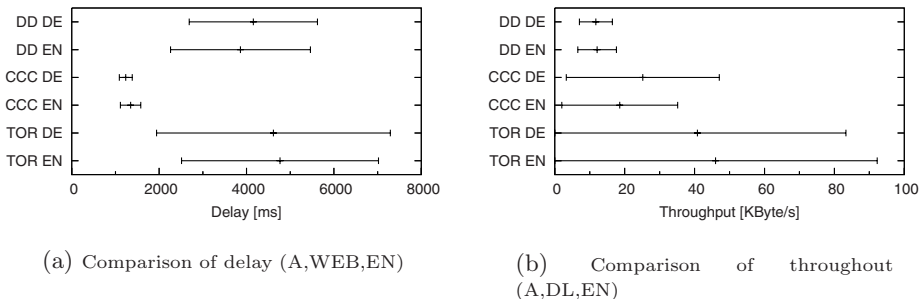 DD DE
DD EN
CCC DE
CCC EN
TOR DE
TOR EN
0 2000 4000 6000 8000
Delay [ms]
(a) Comparison of delay (A,WEB,EN)
DD DE
DD EN
CCC DE
CCC EN
TOR DE
TOR EN
0 20 40 60 80 100
Throughput [KByte/s]
(b) Comparison of throughout
(A,DL,EN)